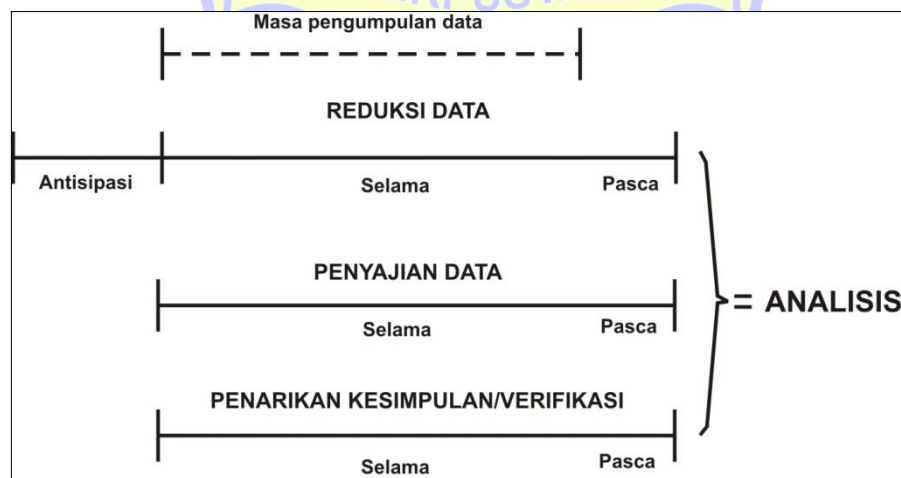 Masa pengumpulan data
REDUKSI DATA
Antisipasi Selama Pasca
PENYAJIAN DATA
= ANALISIS
Selama Pasca
PENARIKAN KESIMPULAN/VERIFIKASI
Selama Pasca